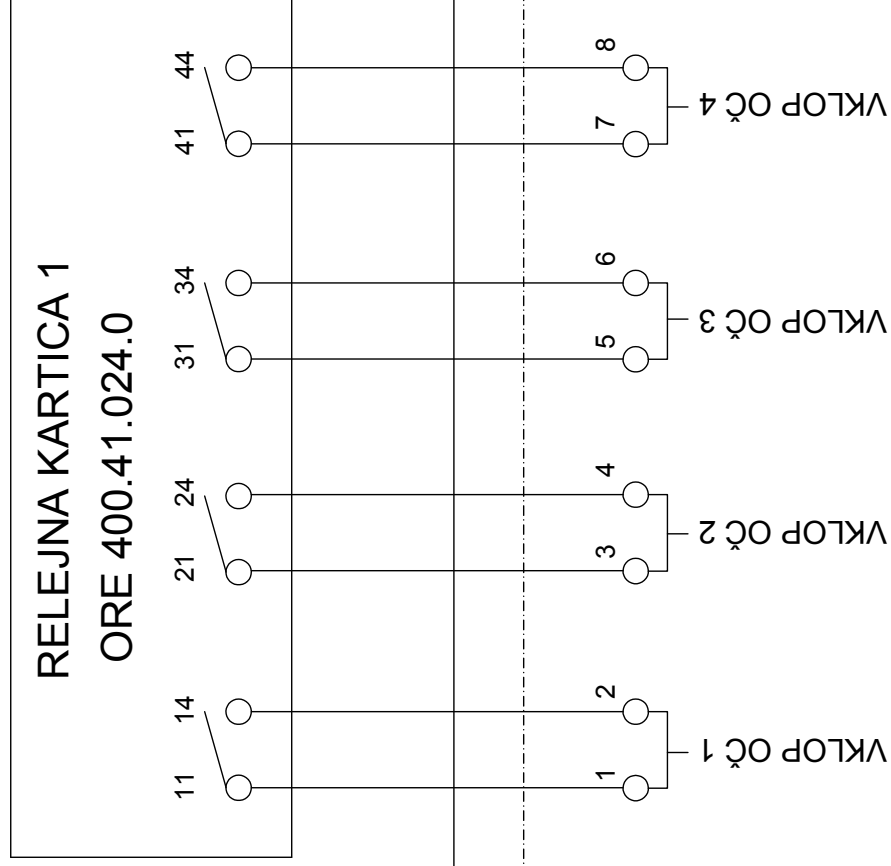 RELEJNA KARTICA 1
ORE 400.41.024.0
11
14
21
24
31
34
41
44
1
2
3
4
5
6
7
8
VKLOP OČ 1
VKLOP OČ 2
VKLOP OČ 3
VKLOP OČ 4